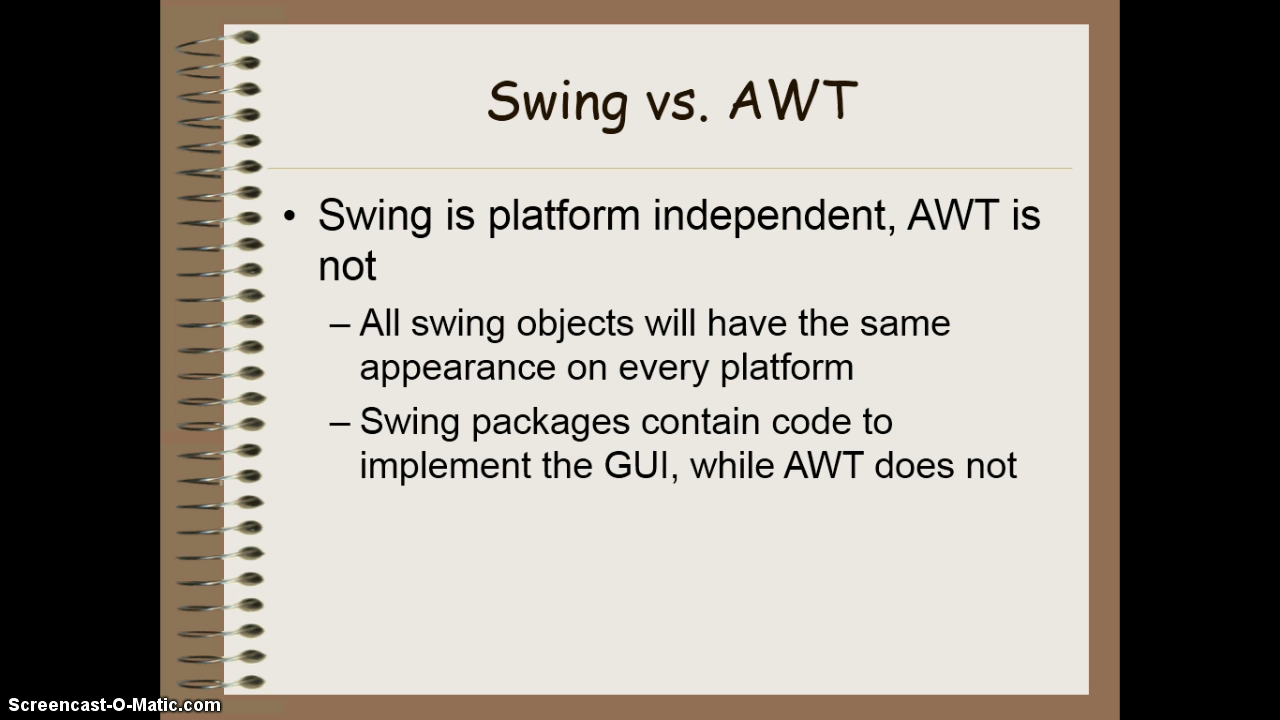 Swing vs. AWT
• Swing is platform independent, AWT is
not
– All swing objects will have the same
appearance on every platform
– Swing packages contain code to
implement the GUI, while AWT does not
Screencast-O-Matic.com